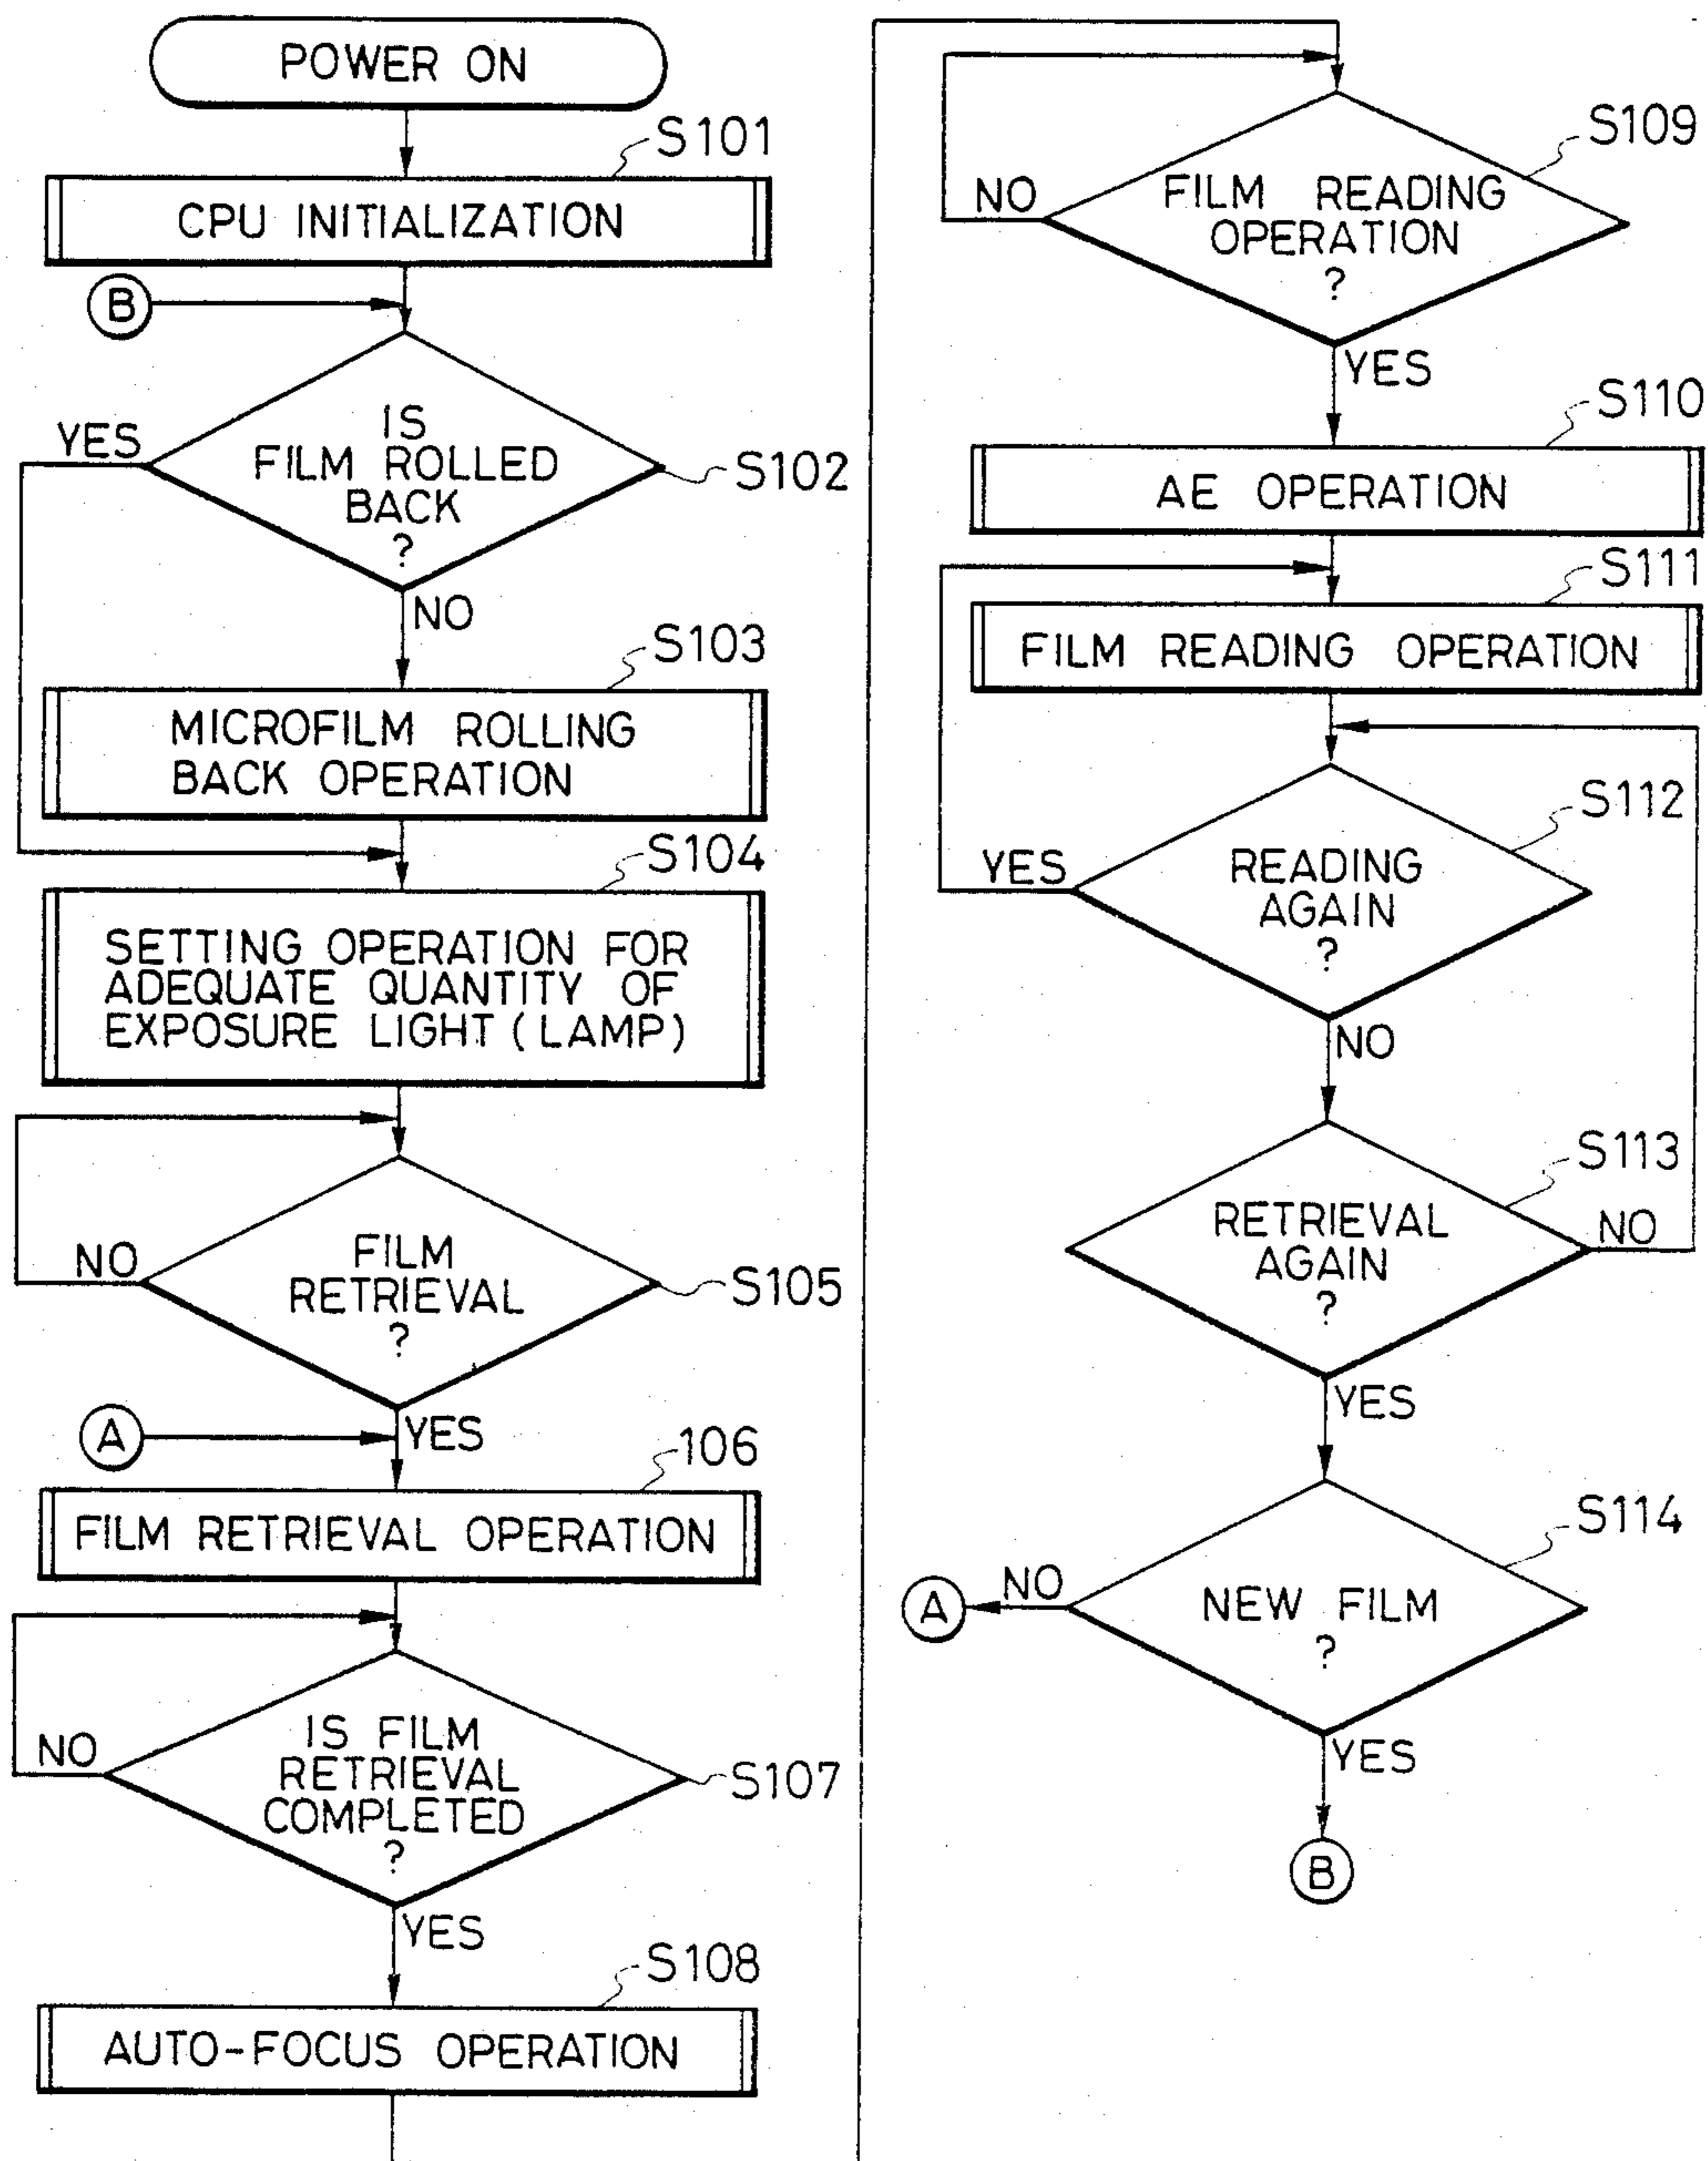 POWER ON
S101
CPU INITIALIZATION
B
IS
FILM ROLLED
BACK
?
YES
S102
NO
S103
MICROFILM ROLLING
BACK OPERATION
S104
SETTING OPERATION FOR
ADEQUATE QUANTITY OF
EXPOSURE LIGHT (LAMP)
FILM
RETRIEVAL
?
NO
S105
A
YES
106
FILM RETRIEVAL OPERATION
IS FILM
RETRIEVAL
COMPLETED
?
NO
S107
YES
S108
AUTO-FOCUS OPERATION
S109
FILM READING
OPERATION
?
NO
YES
S110
AE OPERATION
S111
FILM READING OPERATION
S112
YES
READING
AGAIN
?
NO
S113
RETRIEVAL
AGAIN
?
NO
YES
S114
A
NO
NEW FILM
?
YES
B